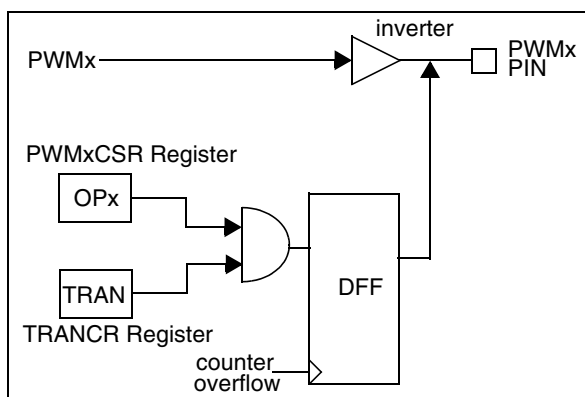 inverter
PWMx
PWMx
PIN
PWMxCSR Register
OPx
TRAN
DFF
TRANCR Register
counter
overflow